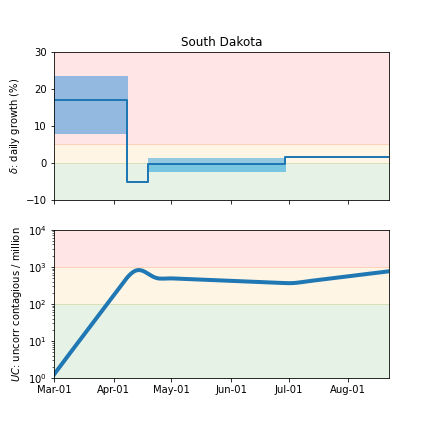 South Dakota
δ: daily growth (%)
30
20
10
0
−10
UC: uncorr contagious / million
10⁴
10³
10²
10¹
10⁰
Mar-01 Apr-01 May-01 Jun-01 Jul-01 Aug-01